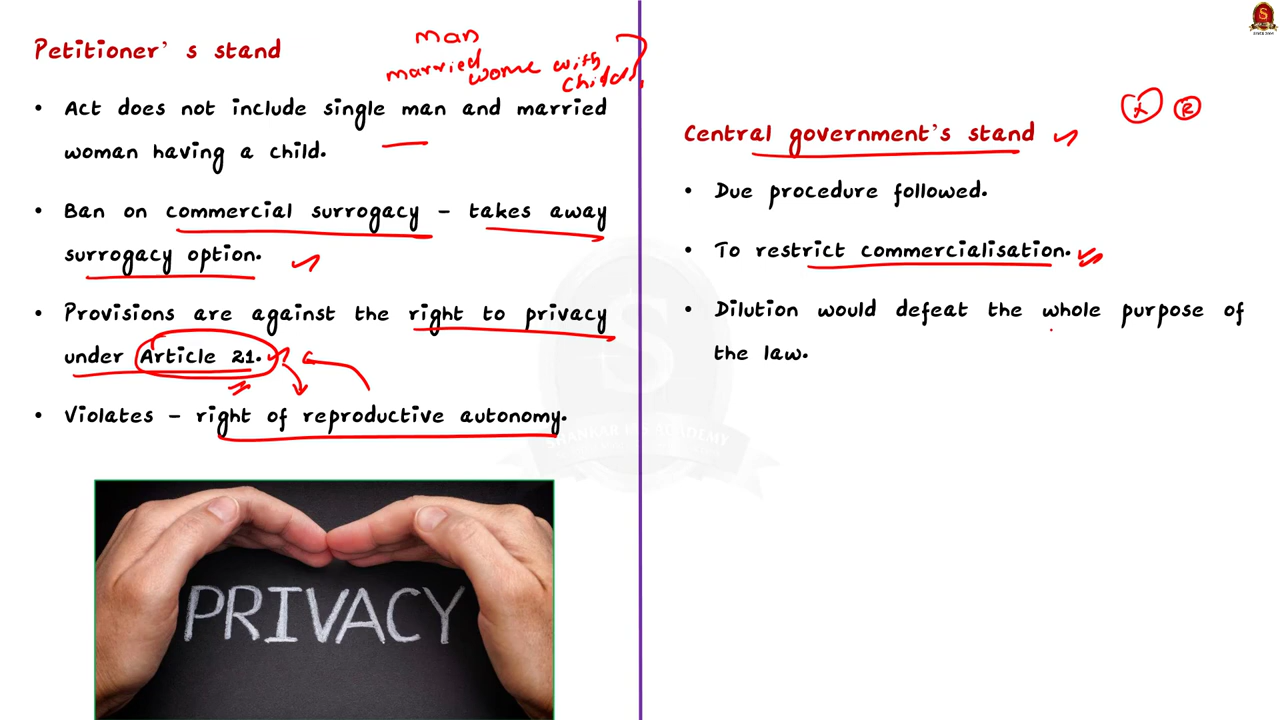 Petitioner's stand
man
married wome with
child
• Act does not include single man and married
woman having a child.
• Ban on commercial surrogacy – takes away
surrogacy option.
• Provisions are against the right to privacy
under Article 21.
• Violates – right of reproductive autonomy.
PRIVACY
Central government's stand
• Due procedure followed.
• To restrict commercialisation.
• Dilution would defeat the whole purpose of
the law.
R
S